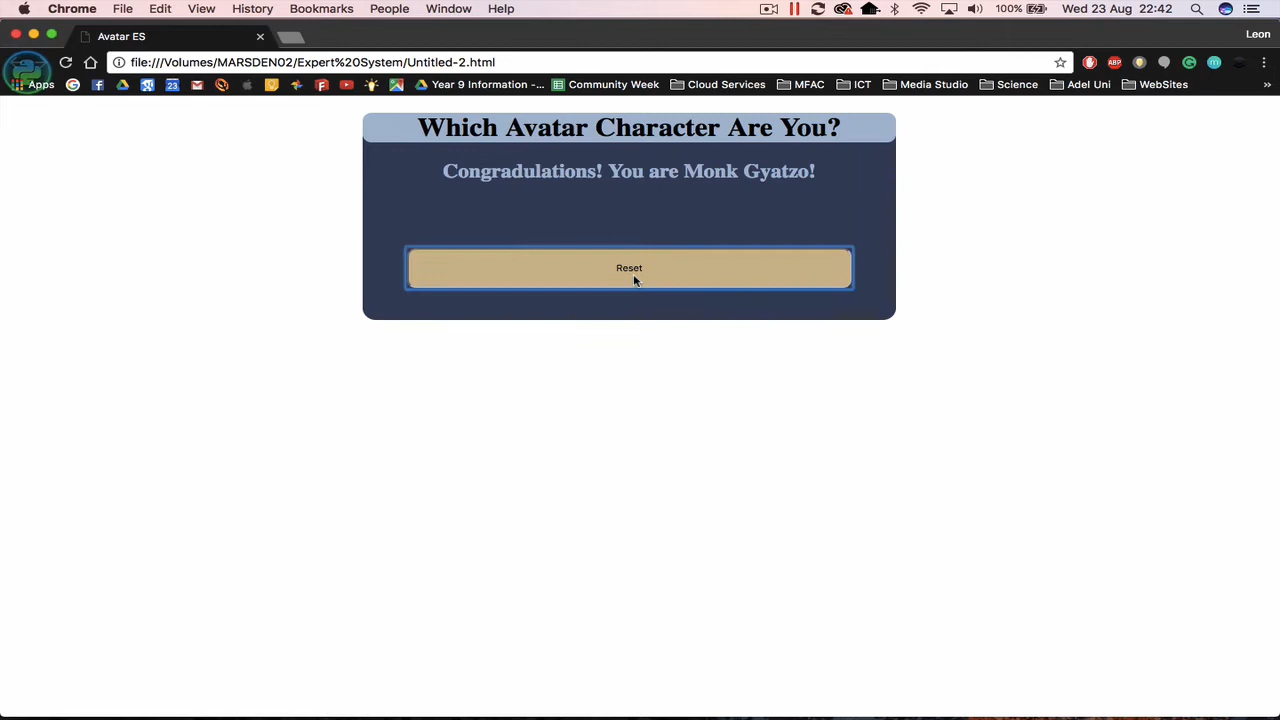 Chrome File Edit View History Bookmarks People Window Help 100% Wed 23 Aug 22:42
Avatar ES Leon
file:///Volumes/MARSDEN02/Expert%20System/Untitled-2.html
Apps 23 Year 9 Information -... Community Week Cloud Services MFAC ICT Media Studio Science Adel Uni WebSites »
Which Avatar Character Are You?
Congradulations! You are Monk Gyatzo!
Reset